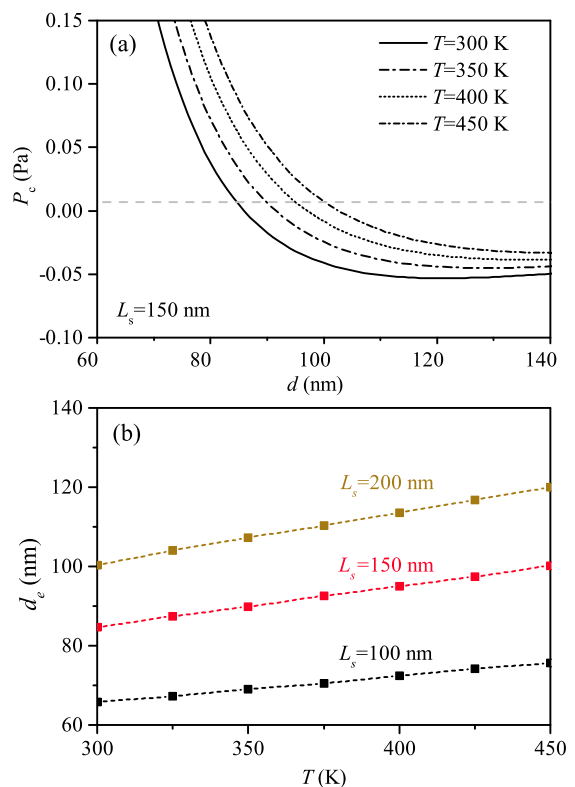 (a)
T=300 K
T=350 K
T=400 K
T=450 K
0.15
0.10
0.05
0.00
-0.05
-0.10
P_c (Pa)
L_s=150 nm
60 80 100 120 140
d (nm)
(b)
140
120
100
80
60
d_e (nm)
L_s=200 nm
L_s=150 nm
L_s=100 nm
300 350 400 450
T (K)